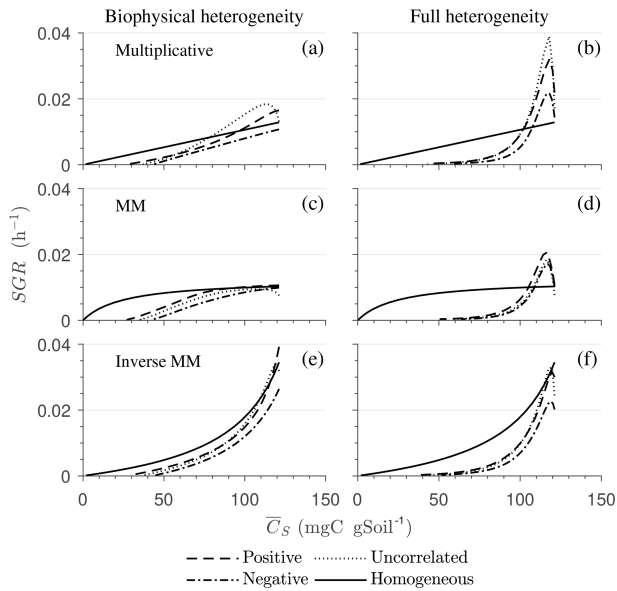 Biophysical heterogeneity Full heterogeneity
0.04 Multiplicative (a) (b)
0.02
0
0.04 MM (c) (d)
0.02
0
SGR (h⁻¹)
0.04 Inverse MM (e) (f)
0.02
0
0 50 100 150 0 50 100 150
C̅_S (mgC gSoil⁻¹)
Positive Uncorrelated
Negative Homogeneous